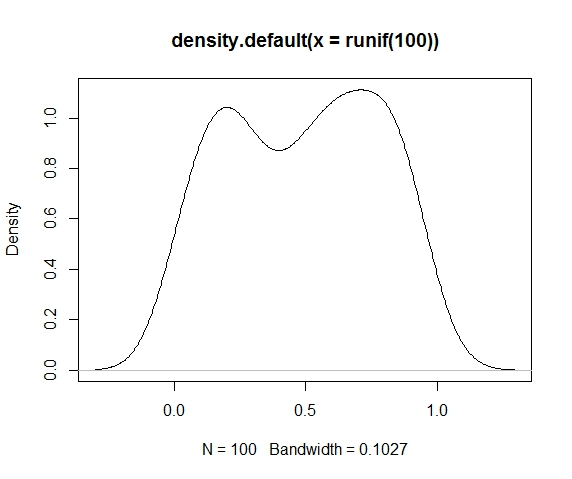 density.default(x = runif(100))
Density
0.0 0.2 0.4 0.6 0.8 1.0
0.0 0.5 1.0
N = 100 Bandwidth = 0.1027